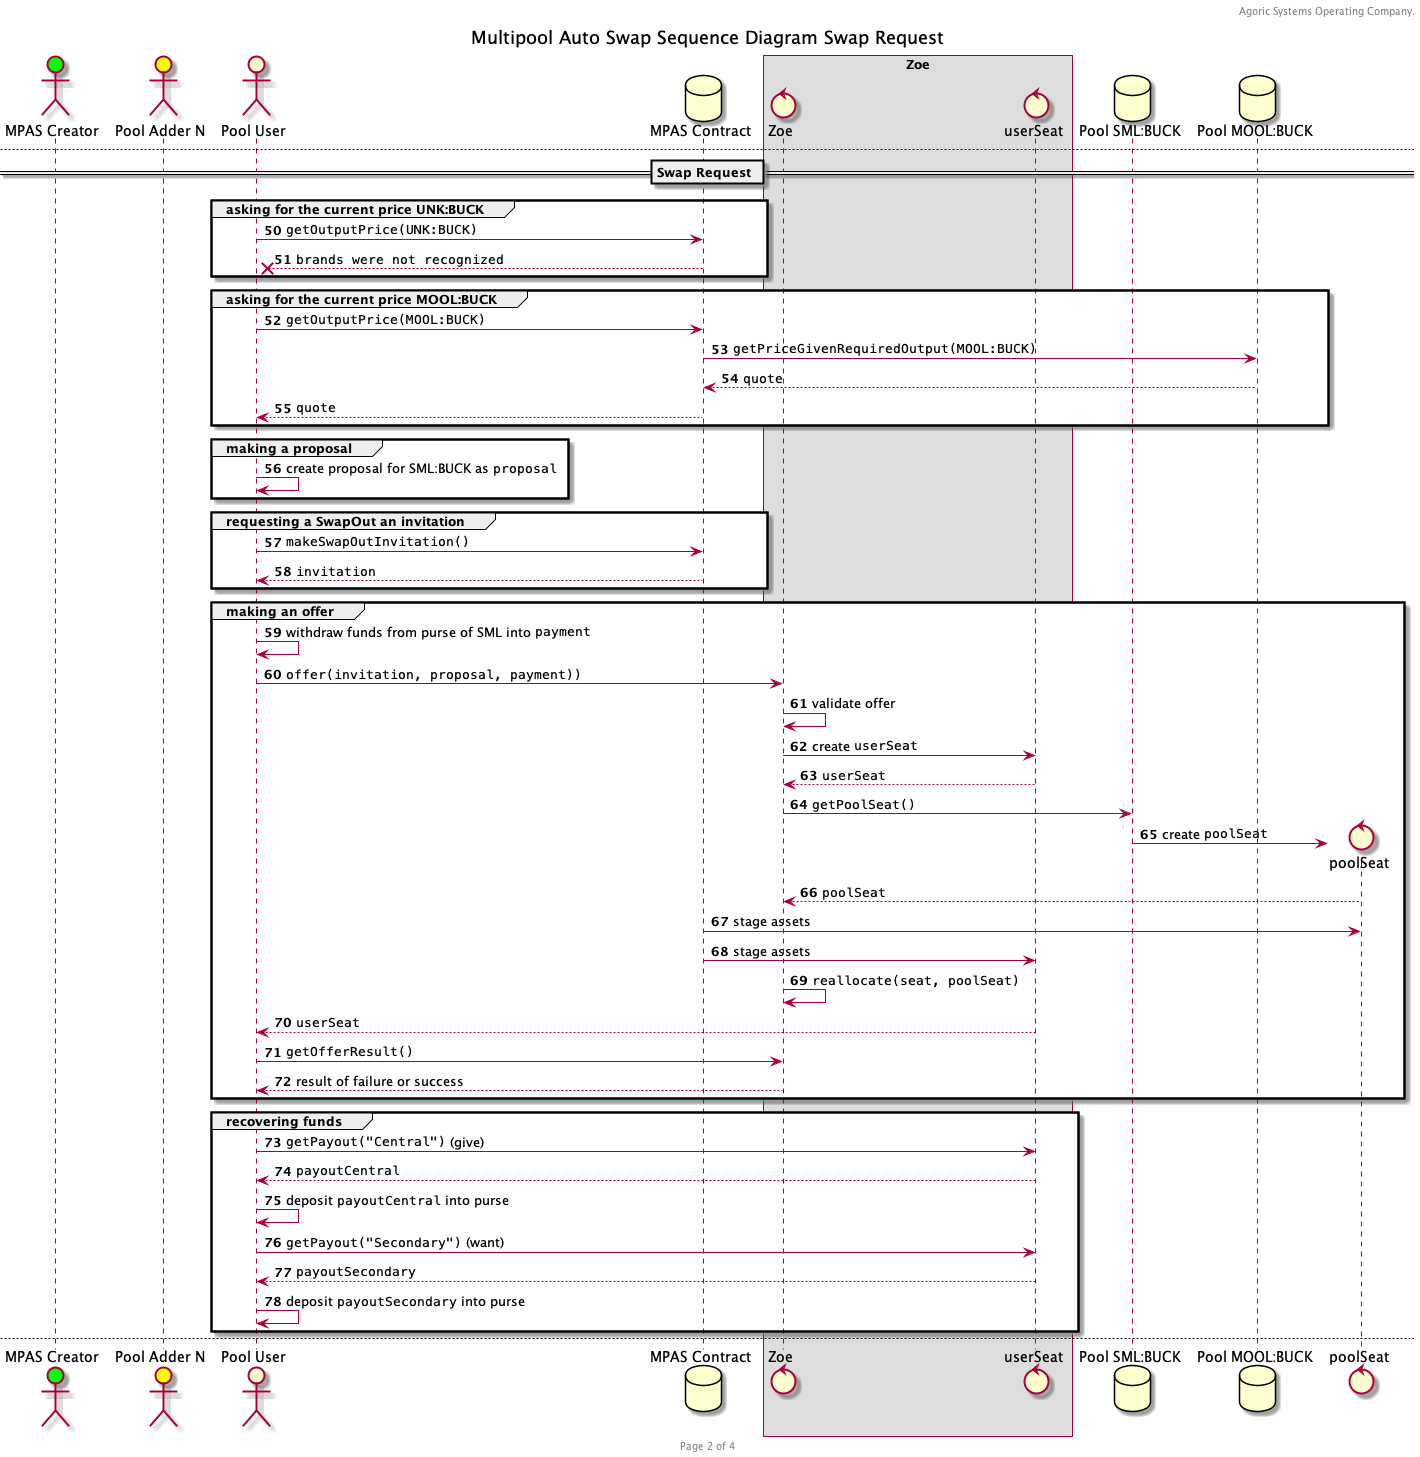 Agoric Systems Operating Company.
Multipool Auto Swap Sequence Diagram Swap Request
Zoe
MPAS Creator
Pool Adder N
Pool User
MPAS Contract
Zoe
userSeat
Pool SML:BUCK
Pool MOOL:BUCK
Swap Request
asking for the current price UNK:BUCK
50 getOutputPrice(UNK:BUCK)
51 brands were not recognized
asking for the current price MOOL:BUCK
52 getOutputPrice(MOOL:BUCK)
53 getPriceGivenRequiredOutput(MOOL:BUCK)
54 quote
55 quote
making a proposal
56 create proposal for SML:BUCK as proposal
requesting a SwapOut an invitation
57 makeSwapOutInvitation()
58 invitation
making an offer
59 withdraw funds from purse of SML into payment
60 offer(invitation, proposal, payment))
61 validate offer
62 create userSeat
63 userSeat
64 getPoolSeat()
65 create poolSeat
poolSeat
66 poolSeat
67 stage assets
68 stage assets
69 reallocate(seat, poolSeat)
70 userSeat
71 getOfferResult()
72 result of failure or success
recovering funds
73 getPayout("Central") (give)
74 payoutCentral
75 deposit payoutCentral into purse
76 getPayout("Secondary") (want)
77 payoutSecondary
78 deposit payoutSecondary into purse
MPAS Creator
Pool Adder N
Pool User
MPAS Contract
Zoe
userSeat
Pool SML:BUCK
Pool MOOL:BUCK
poolSeat
Page 2 of 4